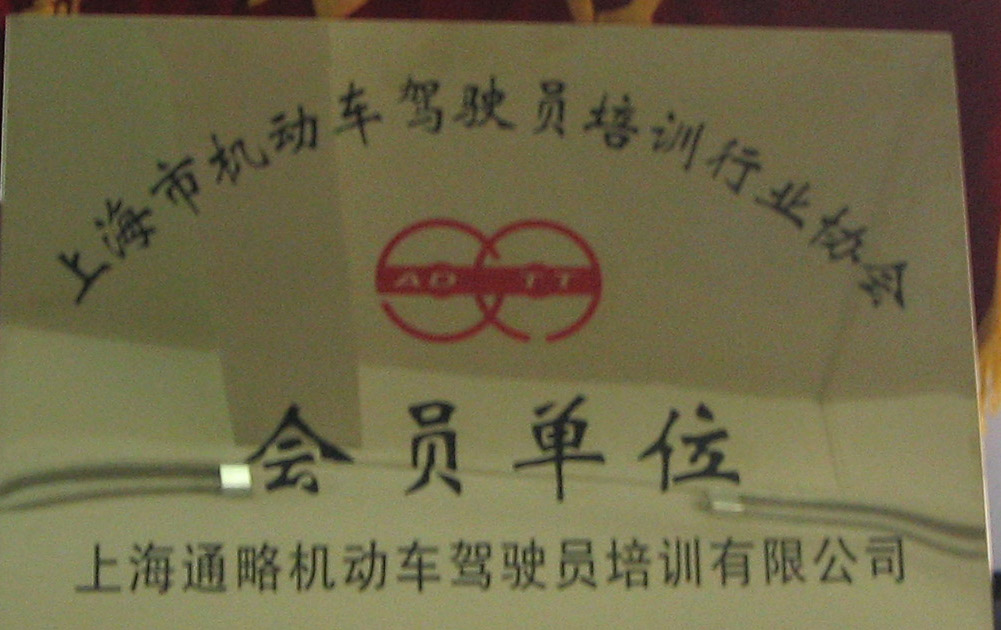 上海市机动车驾驶员培训行业协会
AD TT
会员单位
上海通略机动车驾驶员培训有限公司